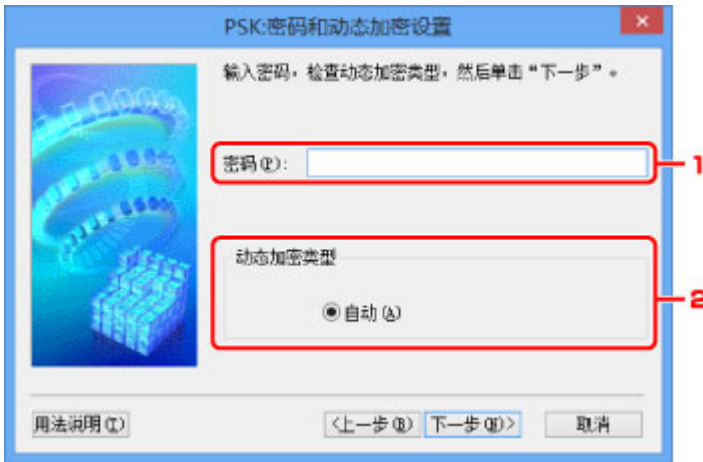 PSK:密码和动态加密设置
输入密码，检查动态加密类型，然后单击“下一步”。
密码(P):
1
动态加密类型
自动(A)
2
用法说明(I) <上一步(B) 下一步(N)> 取消